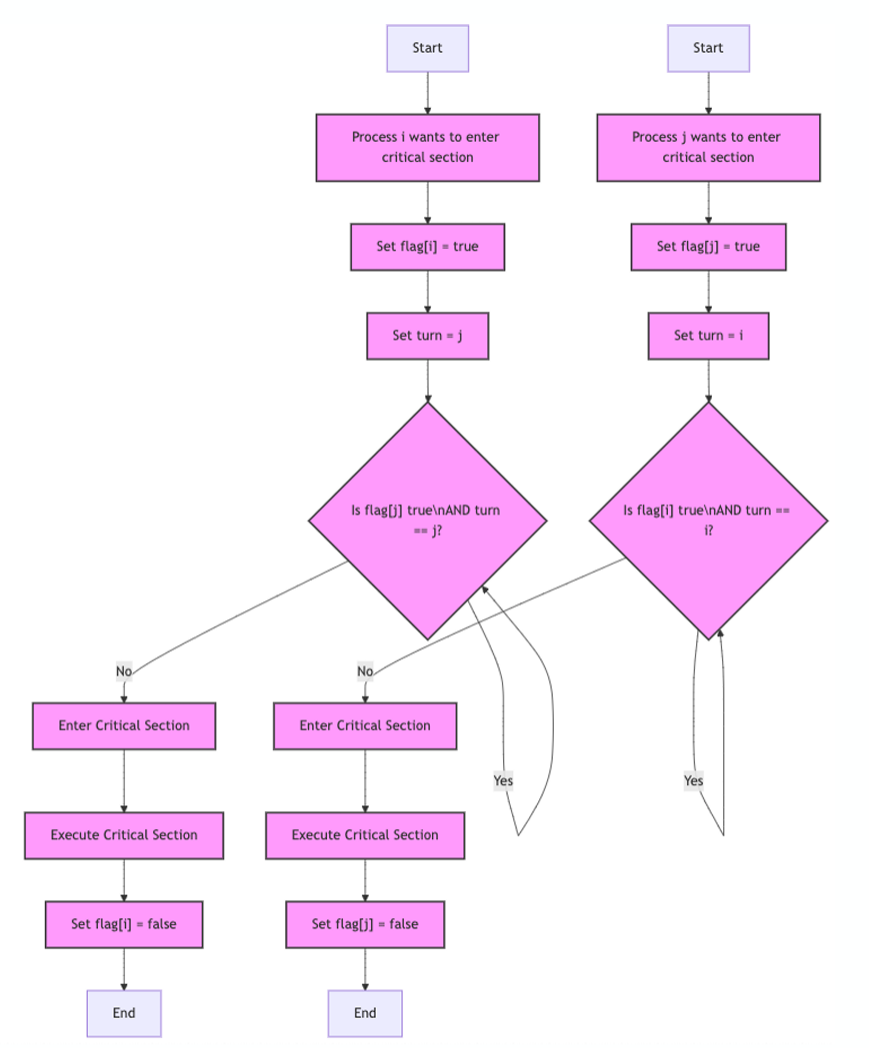 Start
Start
Process i wants to enter
critical section
Process j wants to enter
critical section
Set flag[i] = true
Set flag[j] = true
Set turn = j
Set turn = i
Is flag[j] true\nAND turn
== j?
Is flag[i] true\nAND turn ==
i?
No
No
Enter Critical Section
Enter Critical Section
Yes
Yes
Execute Critical Section
Execute Critical Section
Set flag[i] = false
Set flag[j] = false
End
End